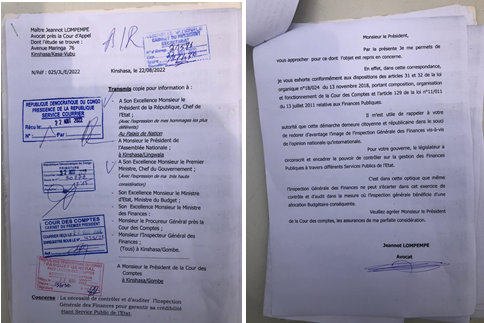 Maître Jeannot LOMPEMPE
Avocat près la Cour d'Appel
Dont l'étude se trouve :
Avenue Maringa 76
Kinshasa/Kasa-Vubu
A/R
N/Réf : 025/JL/E/2022
Kinshasa, le 22/08/2022
Transmis copie pour information à :
- A Son Excellence Monsieur le
Président de la République, Chef de
l'Etat ;
(Avec l'expression de mes hommages les plus
déférents)
Au Palais de Nation
- A Monsieur le Président de
l'Assemblée Nationale ;
à Kinshasa/Lingwala
- A Son Excellence Monsieur le Premier
Ministre, Chef du Gouvernement ;
(Avec l'expression de ma très haute
considération)
- A Son Excellence Monsieur le Ministre
d'Etat, Ministre du Budget ;
- Son Excellence Monsieur le Ministre
des Finances ;
- Monsieur le Procureur Général près la
Cour des Comptes ;
- Monsieur l'Inspecteur Général des
Finances ;
(Tous) à Kinshasa/Gombe.
A Monsieur le Président de la Cour des
Comptes
à Kinshasa/Gombe
Concerne : La nécessité de contrôler et d'auditer l'Inspection
Générale des Finances pour garantir sa crédibilité
étant Service Public de l'Etat.
REPUBLIQUE DEMOCRATIQUE DU CONGO
PRESIDENCE DE LA REPUBLIQUE
SERVICE COURRIER
Reçu le:
22 AOUT 2022
N°
Par
COUR DES COMPTES
CABINET DU PREMIER PRESIDENT
Monsieur le Président,
Par la présente Je me permets de
vous approcher pour ce dont l'objet est repris en concerne.
En effet, dans cette correspondance,
je vous exhorte conformément aux dispositions des articles 31 et 32 de la loi
organique n°18/024 du 13 novembre 2018, portant composition, organisation
et fonctionnement de la Cour des Comptes et l'article 129 de la loi n°11/011
du 13 juillet 2011 relative aux Finances Publiques.
Il m'est utile de rappeler à votre
autorité que cette démarche demeure citoyenne et républicaine dans le souci
de redorer d'avantage l'image de l'Inspection Générale des Finances vis-à-vis
de l'opinion nationale qu'internationale.
Pour votre gouverne, la législation à
circonscrit et encadrer le pouvoir de contrôler sur la gestion des Finances
Publiques à travers différents Services Publics de l'Etat.
C'est dans cette optique que même
l'Inspection Générale des Finances ne peut s'écarter dans cet exercice de
contrôle et d'audit dans la mesure où l'inspection générale bénéficie d'une
allocation Budgétaire conséquente.
Veuillez agréer Monsieur le Président
de la Cour des comptes, les assurances de ma parfaite considération.
Jeannot LOMPEMPE
Avocat